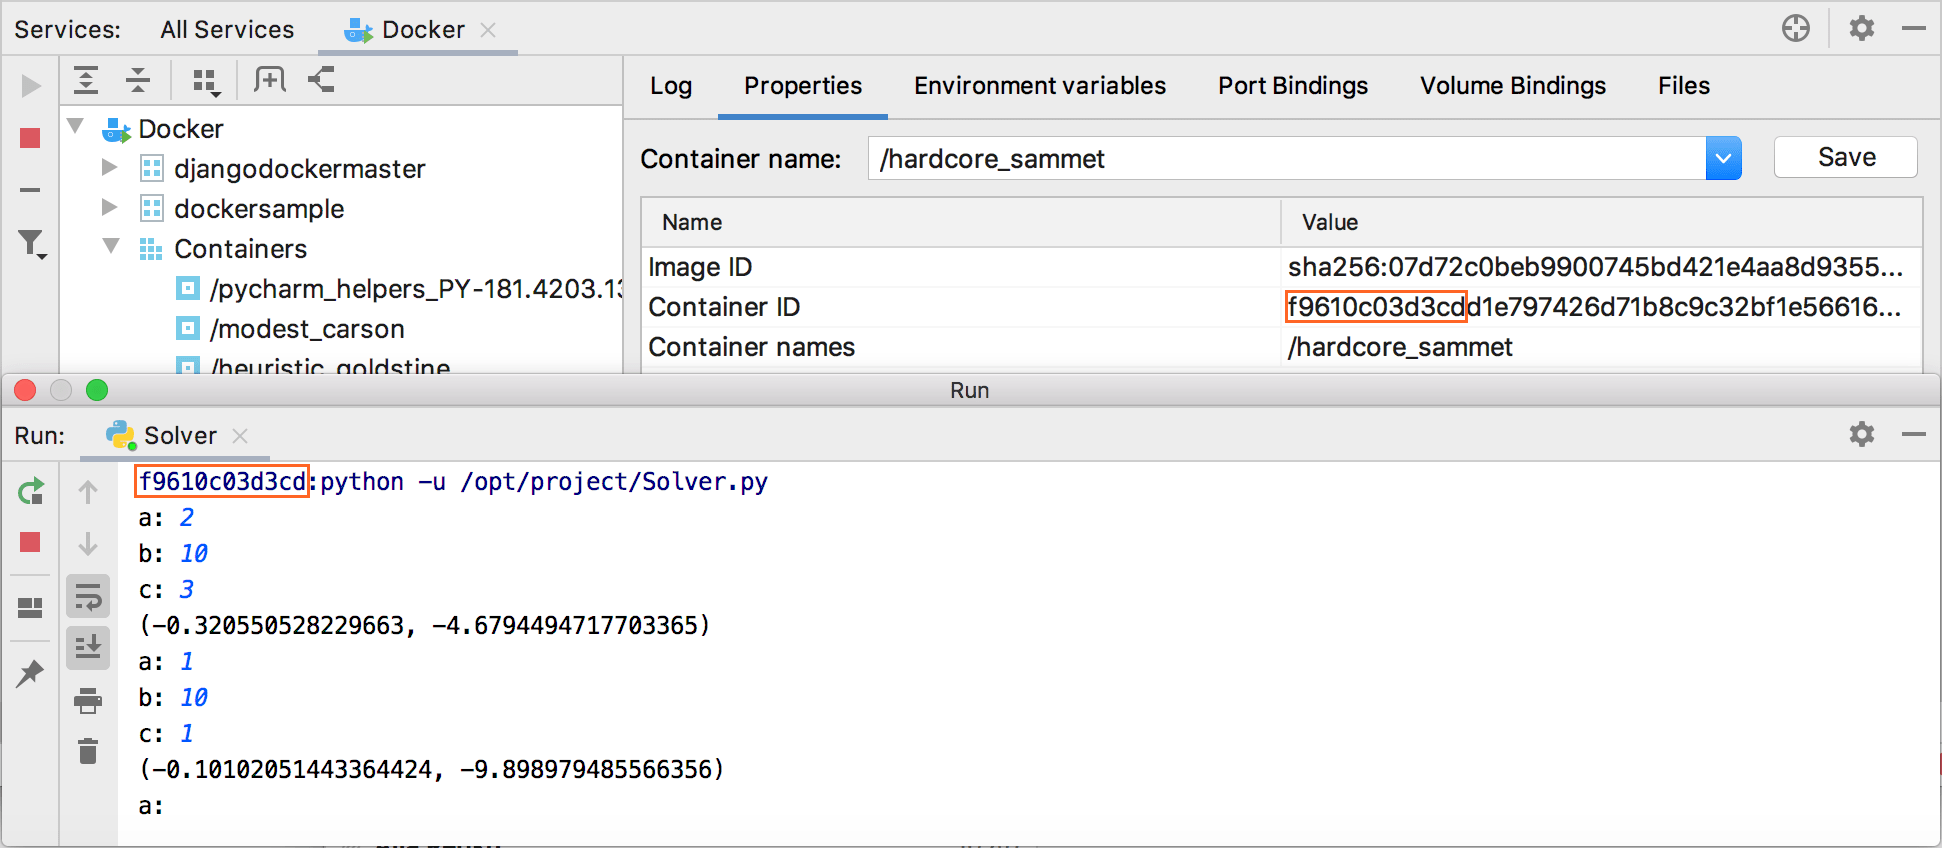 Services: All Services Docker
Log Properties Environment variables Port Bindings Volume Bindings Files
Docker
djangodockermaster
dockersample
Containers
/pycharm_helpers_PY-181.4203.13
/modest_carson
/heuristic_goldstine
Container name: /hardcore_sammet Save
Name Value
Image ID sha256:07d72c0beb9900745bd421e4aa8d9355...
Container ID f9610c03d3cdd1e797426d71b8c9c32bf1e56616...
Container names /hardcore_sammet
Run
Run: Solver
f9610c03d3cd:python -u /opt/project/Solver.py
a: 2
b: 10
c: 3
(-0.320550528229663, -4.6794494717703365)
a: 1
b: 10
c: 1
(-0.10102051443364424, -9.898979485566356)
a: